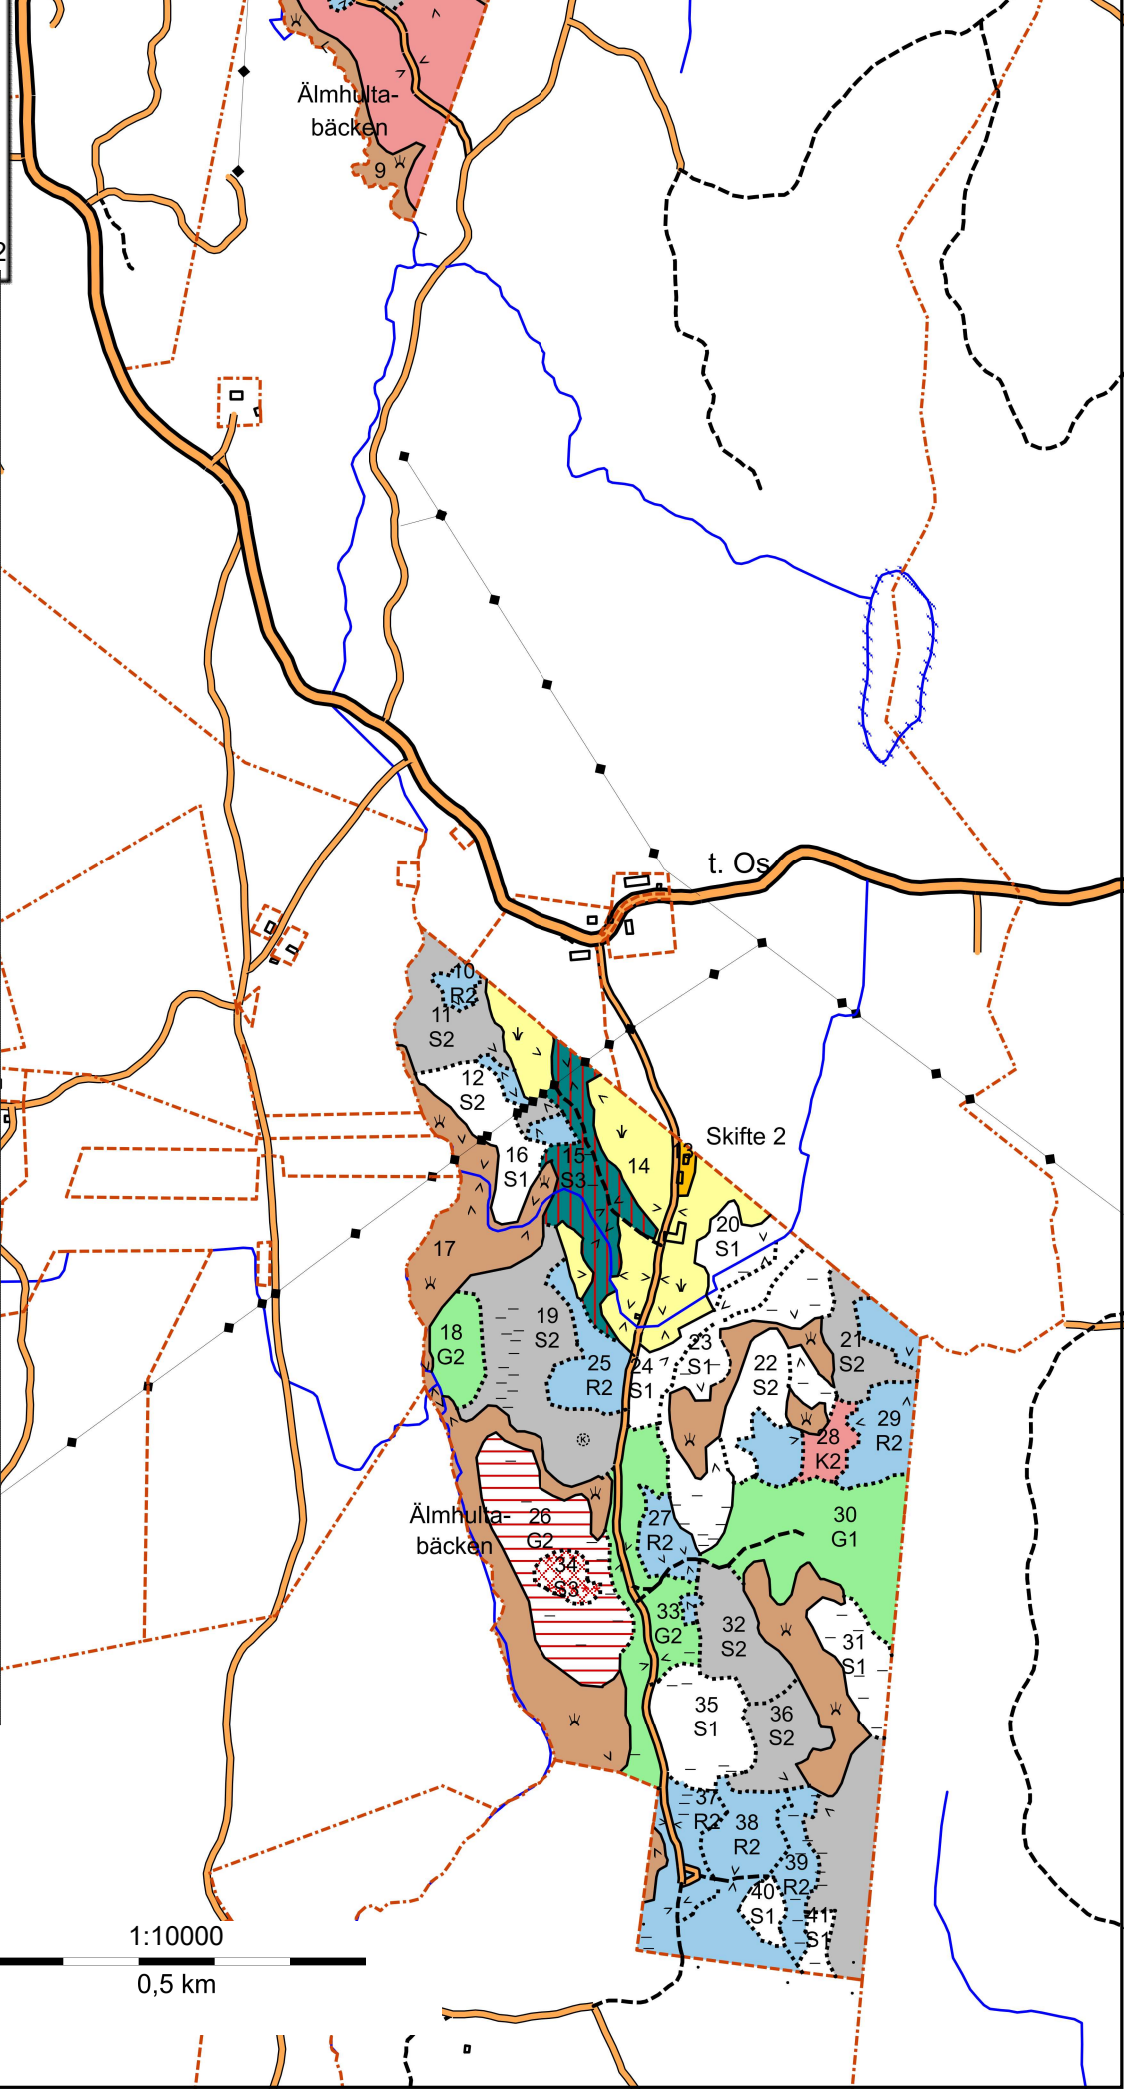 Älmhulta-
bäcken
9
2
t. Os
10
R2
11
S2
12
S2
Skifte 2
13
14
15
S3
16
S1
17
20
S1
18
G2
19
S2
21
S2
22
S2
23
S1
24
S1
25
R2
28
K2
29
R2
Älmhulta-
bäcken
26
G2
27
R2
30
G1
34
S3
33
G2
32
S2
31
S1
35
S1
36
S2
37
R2
38
R2
39
R2
40
S1
41
S1
1:10000
0,5 km